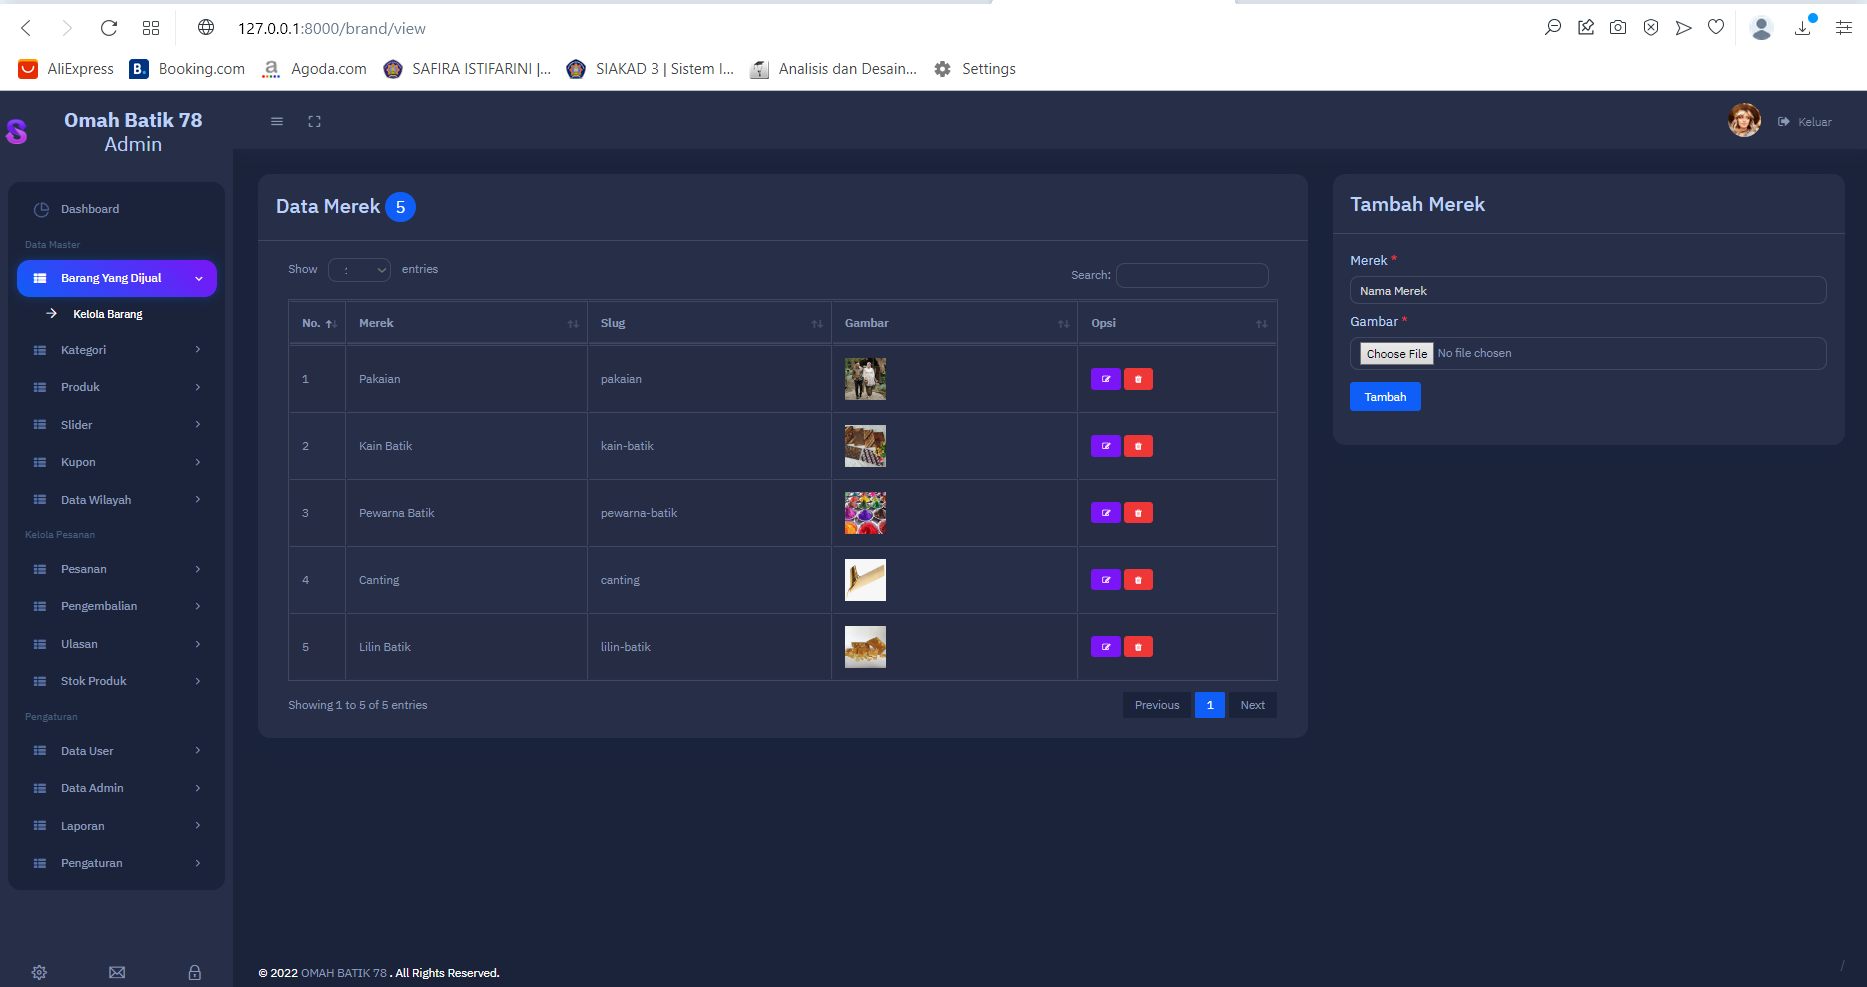 127.0.0.1:8000/brand/view
AliExpress
Booking.com
Agoda.com
SAFIRA ISTIFARINI |...
SIAKAD 3 | Sistem I...
Analisis dan Desain...
Settings
Omah Batik 78
Admin
Keluar
Dashboard
Data Master
Barang Yang Dijual
Kelola Barang
Kategori
Produk
Slider
Kupon
Data Wilayah
Kelola Pesanan
Pesanan
Pengembalian
Ulasan
Stok Produk
Pengaturan
Data User
Data Admin
Laporan
Pengaturan
Data Merek 5
Show entries
Search:
No. Merek Slug Gambar Opsi
1 Pakaian pakaian
2 Kain Batik kain-batik
3 Pewarna Batik pewarna-batik
4 Canting canting
5 Lilin Batik lilin-batik
Showing 1 to 5 of 5 entries
Previous 1 Next
Tambah Merek
Merek *
Nama Merek
Gambar *
Choose File No file chosen
Tambah
© 2022 OMAH BATIK 78 . All Rights Reserved.
/